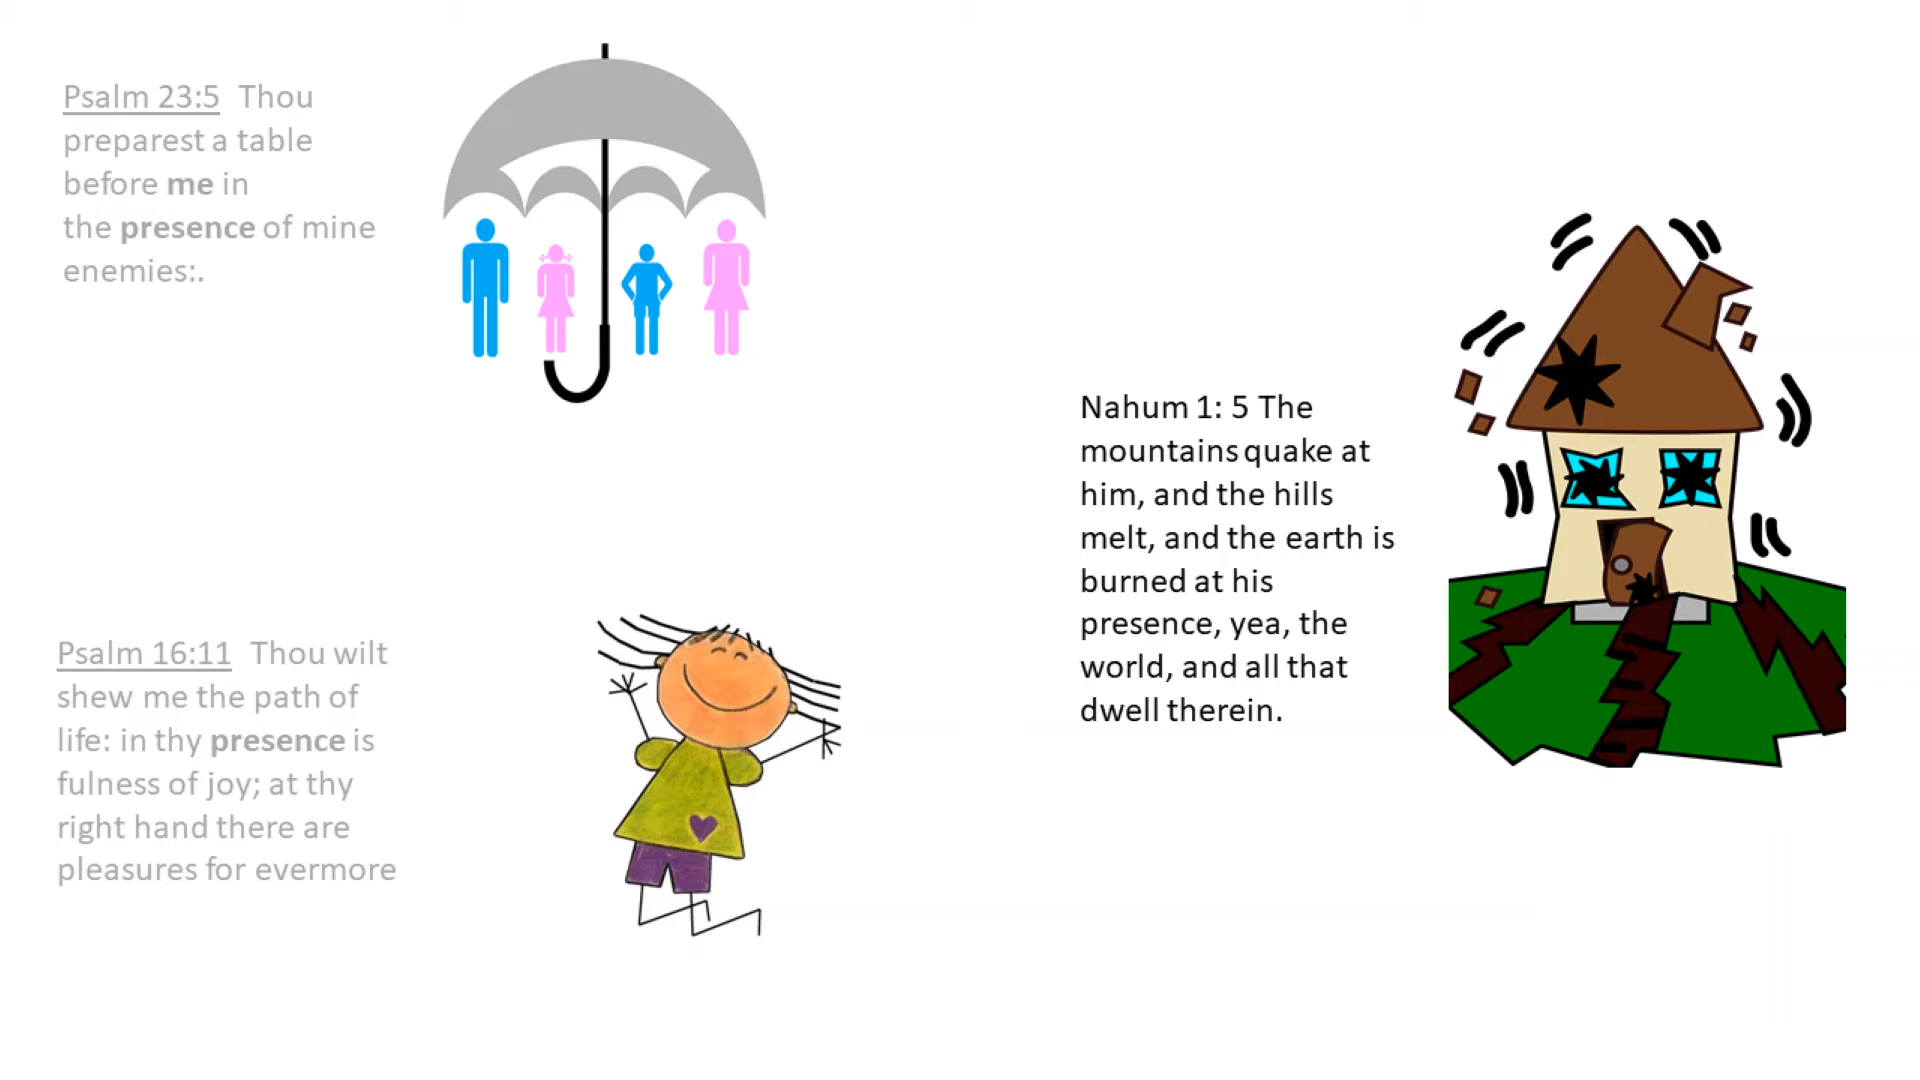 Psalm 23:5  Thou
preparest a table
before me in
the presence of mine
enemies:.
Psalm 16:11  Thou wilt
shew me the path of
life: in thy presence is
fulness of joy; at thy
right hand there are
pleasures for evermore
Nahum 1: 5 The
mountains quake at
him, and the hills
melt, and the earth is
burned at his
presence, yea, the
world, and all that
dwell therein.